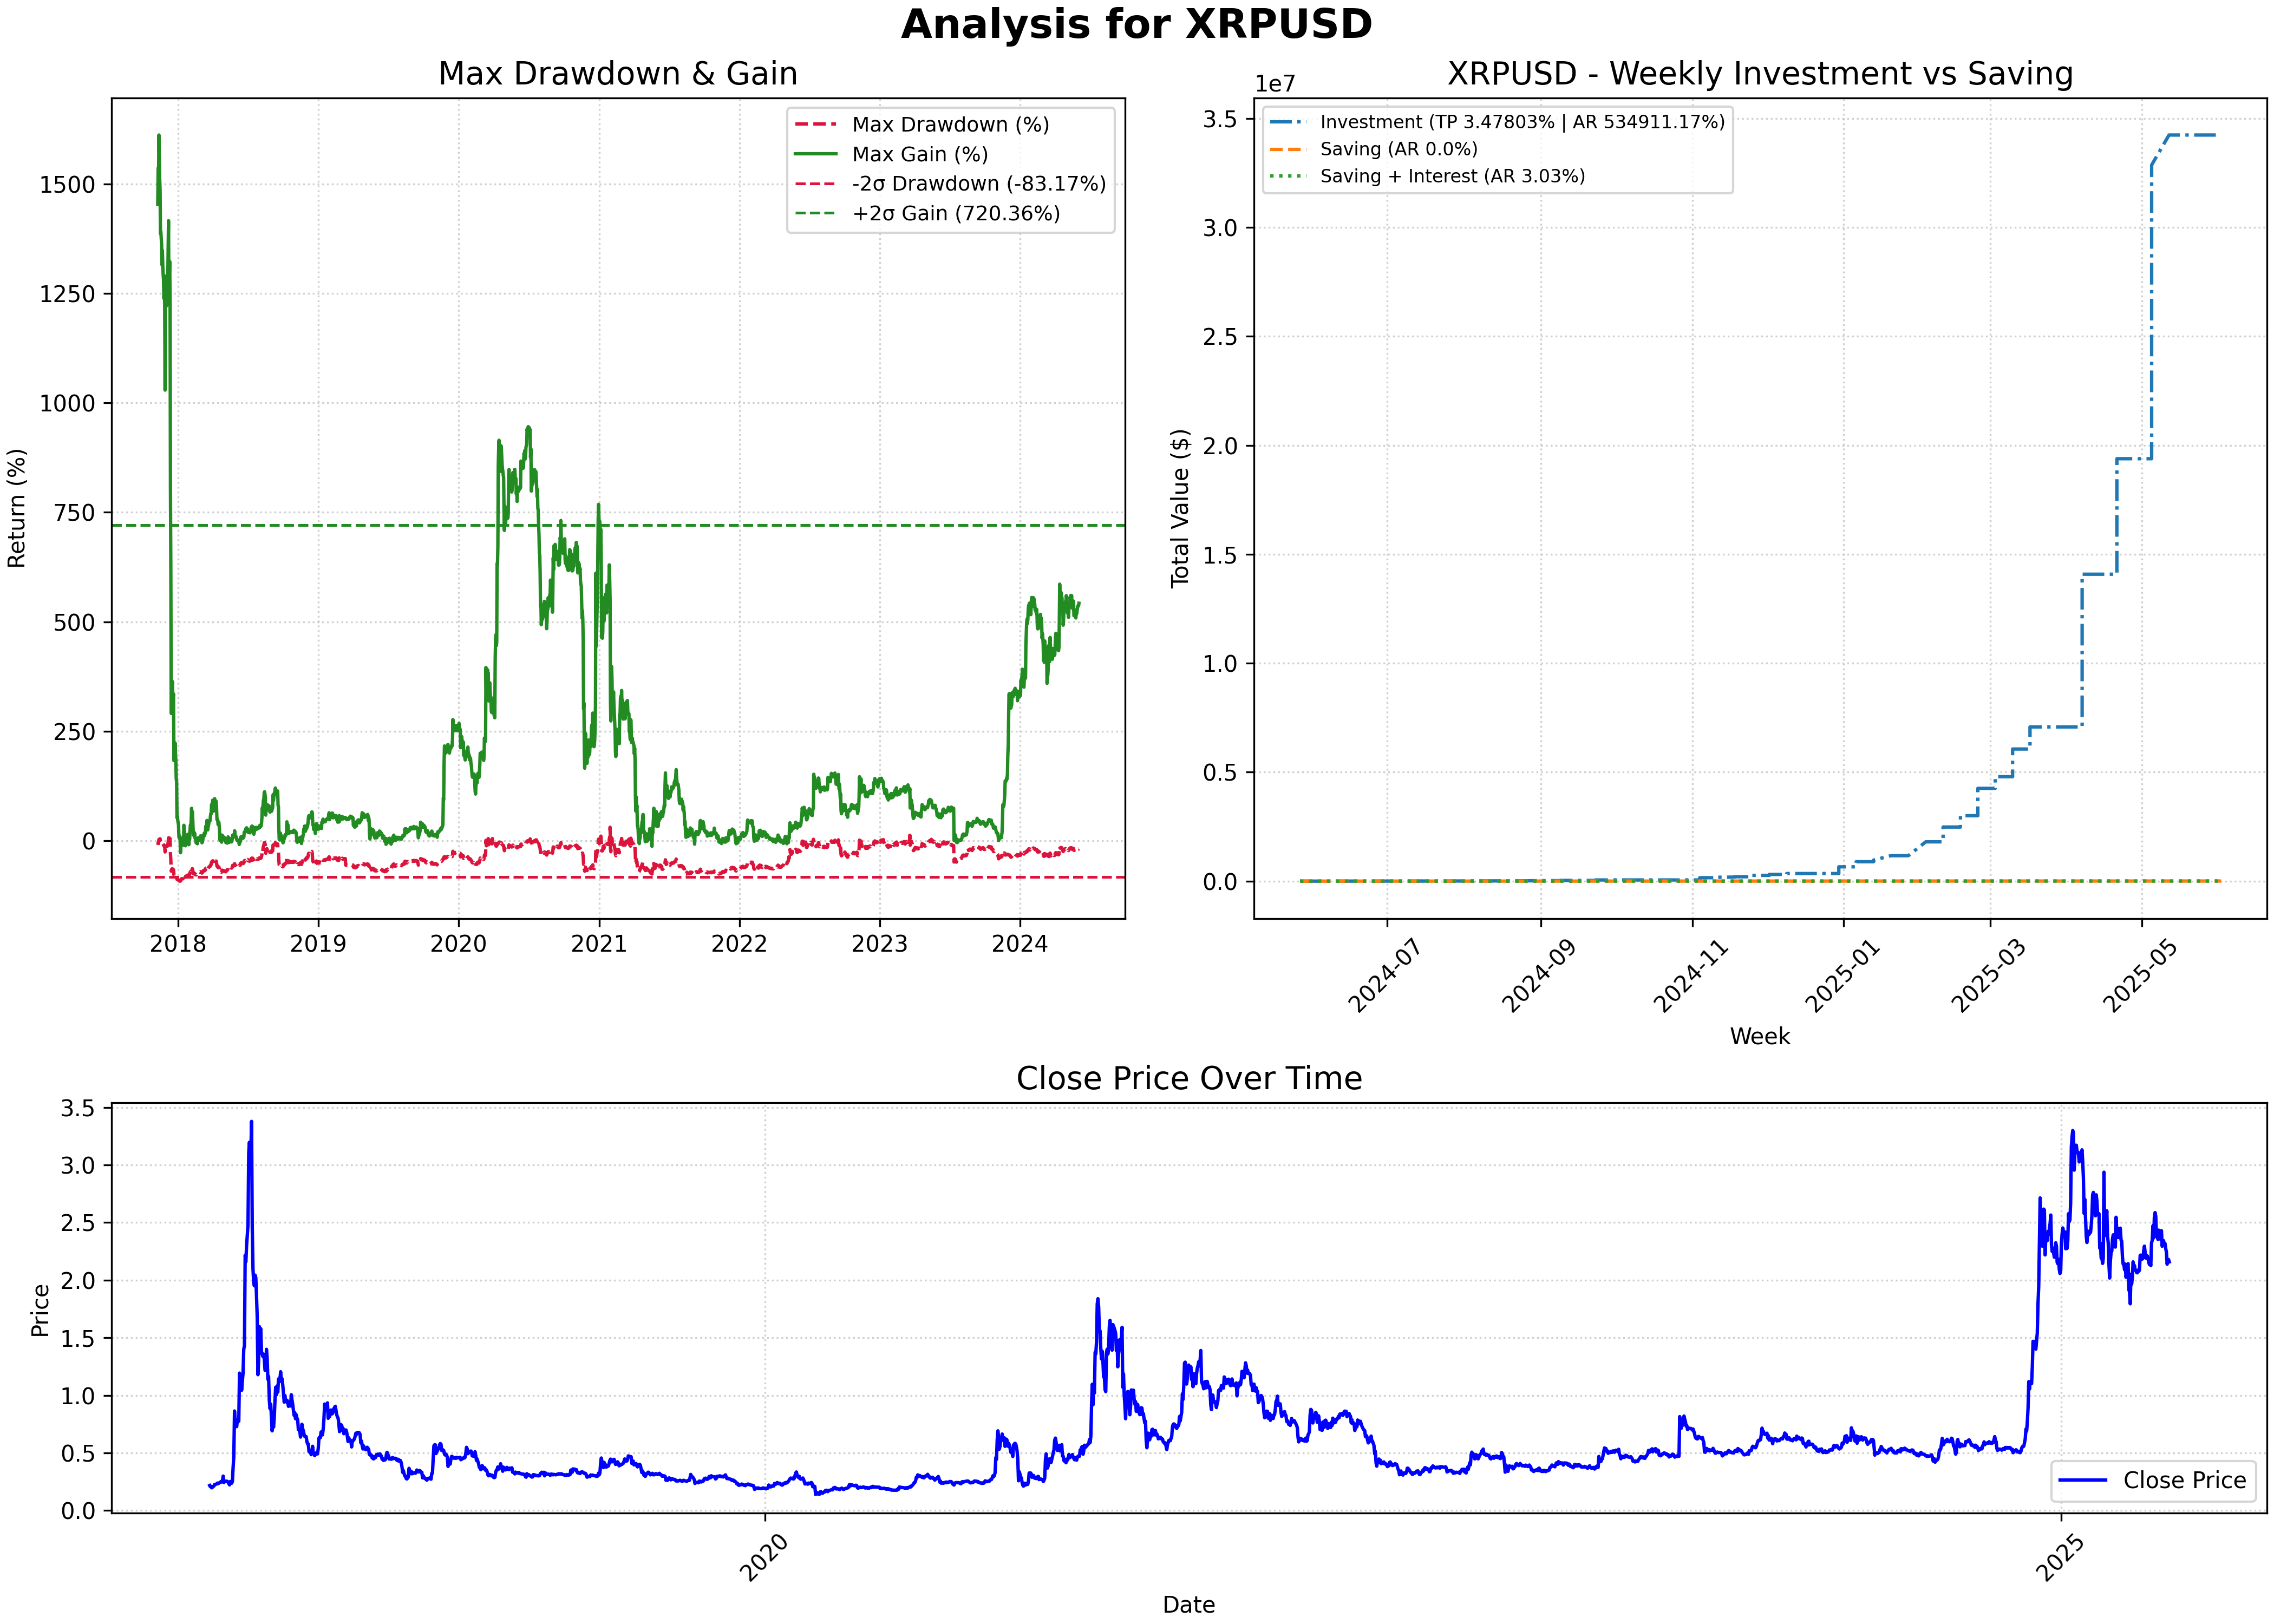 Analysis for XRPUSD
Max Drawdown & Gain
Return (%)
1500
1250
1000
750
500
250
0
2018
2019
2020
2021
2022
2023
2024
Max Drawdown (%)
Max Gain (%)
-2σ Drawdown (-83.17%)
+2σ Gain (720.36%)
XRPUSD - Weekly Investment vs Saving
1e7
Total Value ($)
3.5
3.0
2.5
2.0
1.5
1.0
0.5
0.0
Investment (TP 3.47803% | AR 534911.17%)
Saving (AR 0.0%)
Saving + Interest (AR 3.03%)
2024-07
2024-09
2024-11
2025-01
2025-03
2025-05
Week
Close Price Over Time
Price
3.5
3.0
2.5
2.0
1.5
1.0
0.5
0.0
Close Price
2020
2025
Date